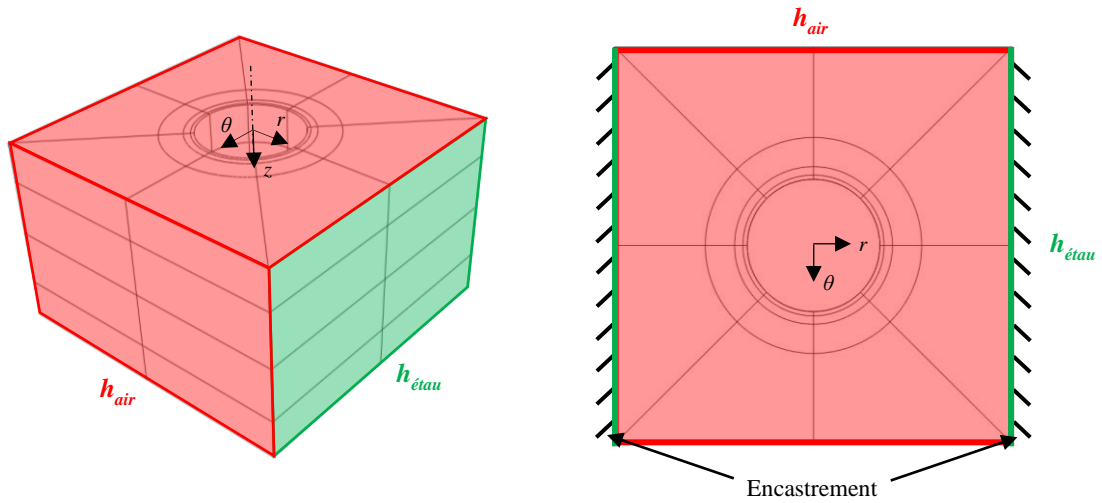 θ
r
z
h_air
h_étau
h_air
r
θ
h_étau
Encastrement